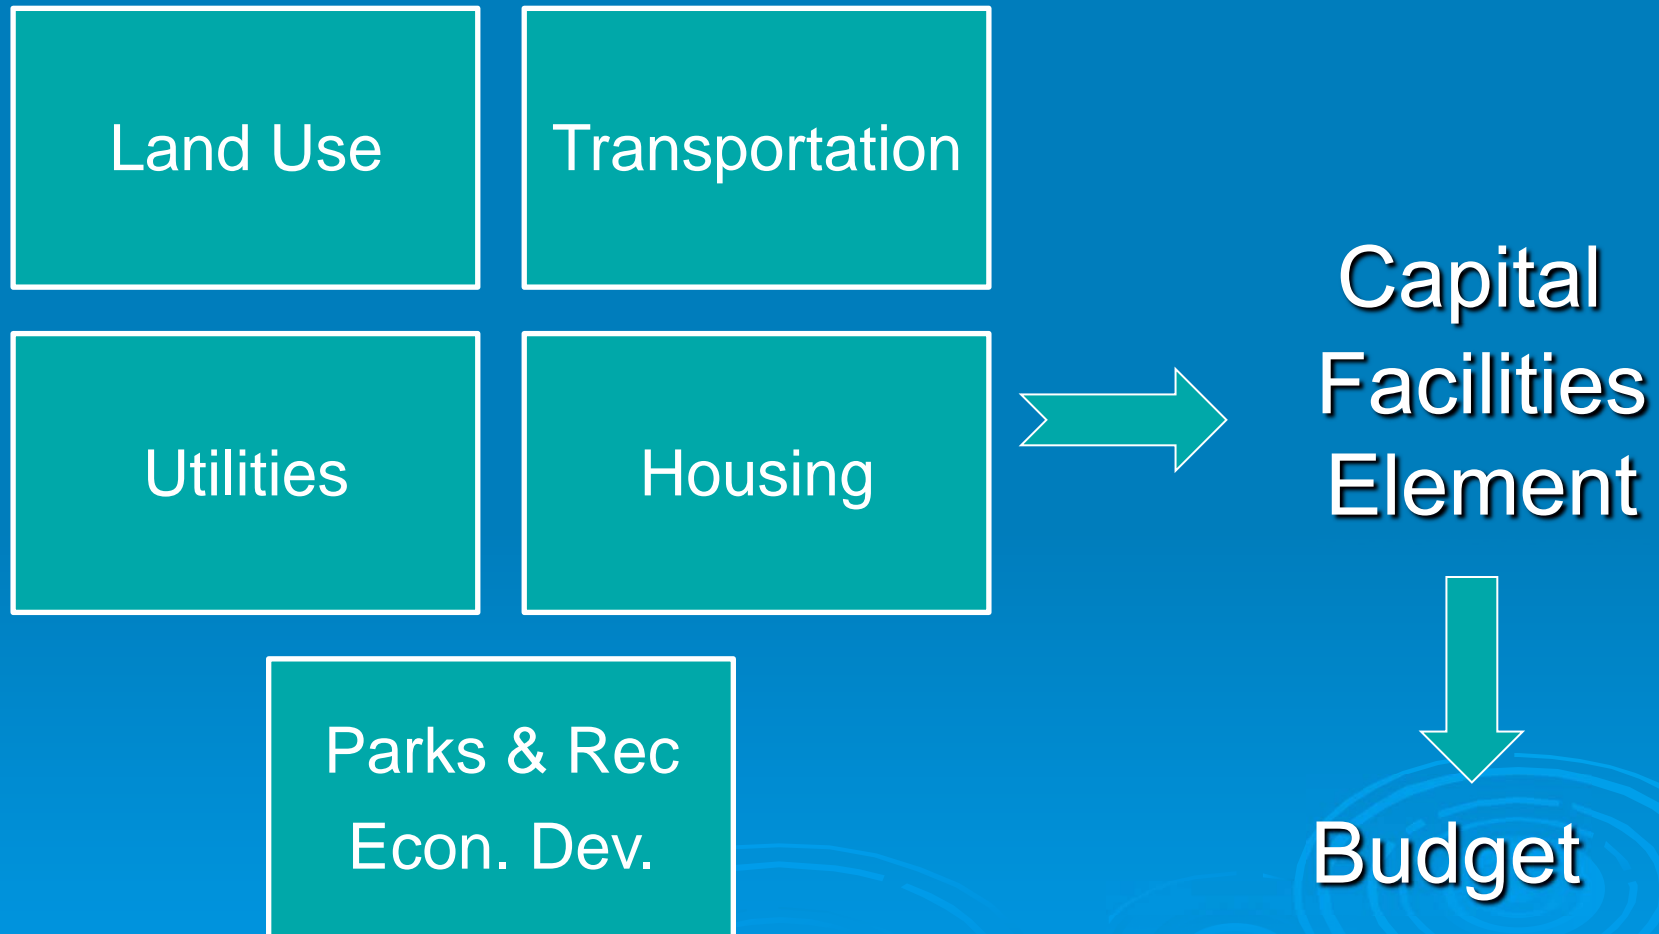 Land Use
Transportation
Utilities
Housing
Parks & Rec
Econ. Dev.
Capital
Facilities
Element
Budget